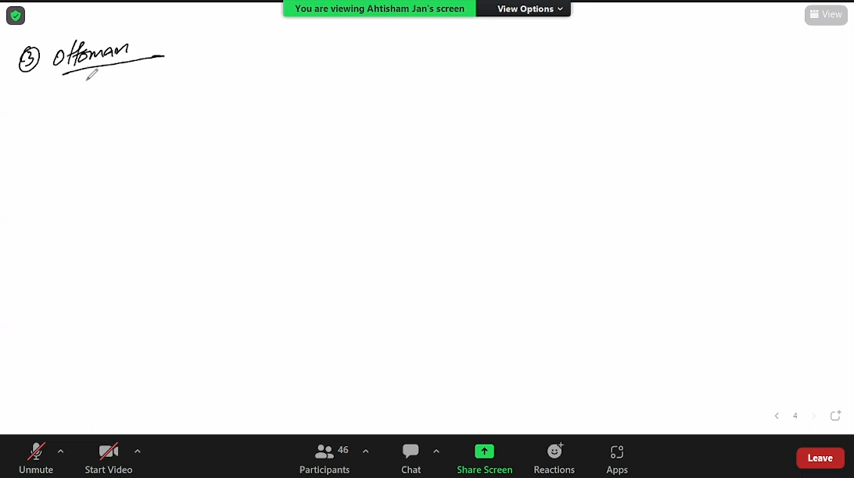 You are viewing Ahtisham Jan's screen
View Options
View
③ Ottoman
4
Unmute
Start Video
46
Participants
Chat
Share Screen
Reactions
Apps
Leave